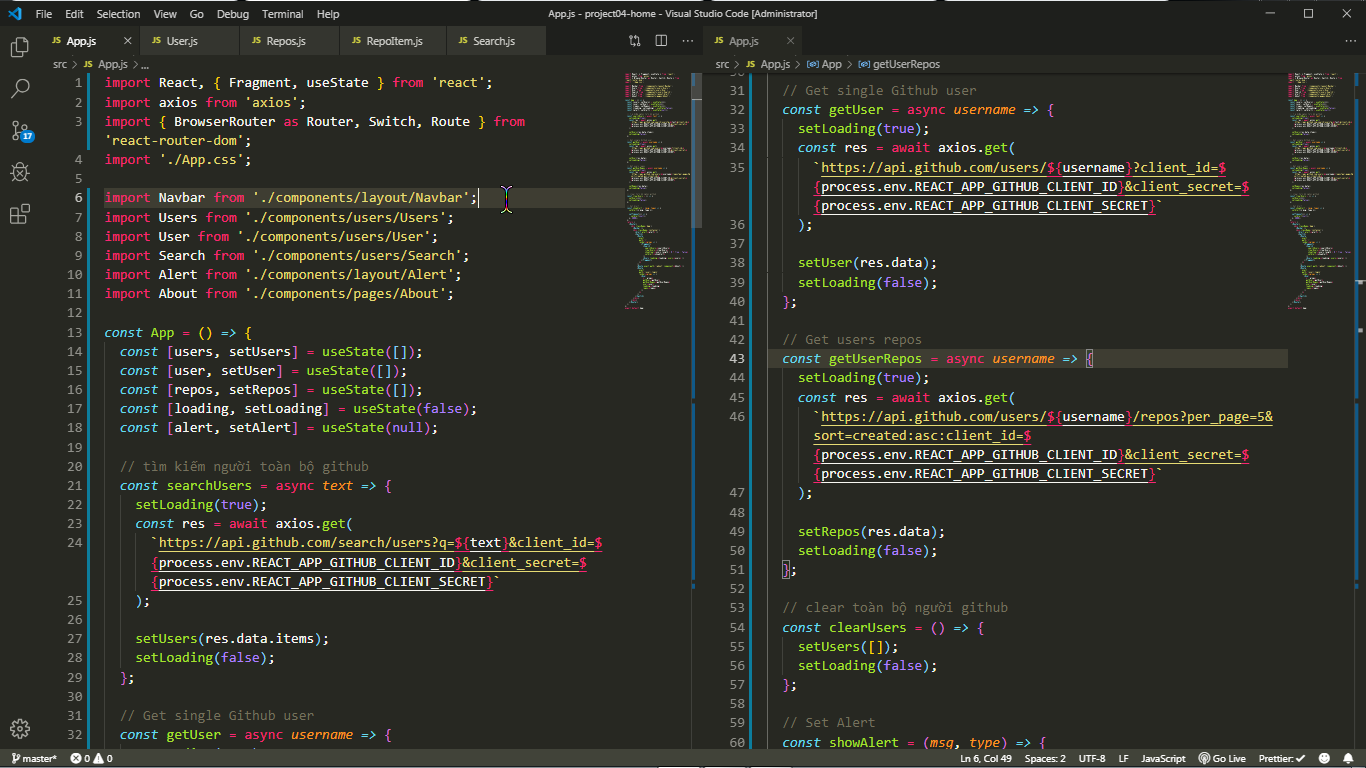 File Edit Selection View Go Debug Terminal Help
App.js - project04-home - Visual Studio Code [Administrator]
JS App.js
JS User.js
JS Repos.js
JS RepoItem.js
JS Search.js
JS App.js
src > JS App.js > ...
17
1 import React, { Fragment, useState } from 'react';
2 import axios from 'axios';
3 import { BrowserRouter as Router, Switch, Route } from
'react-router-dom';
4 import './App.css';
5
6 import Navbar from './components/layout/Navbar';
7 import Users from './components/users/Users';
8 import User from './components/users/User';
9 import Search from './components/users/Search';
10 import Alert from './components/layout/Alert';
11 import About from './components/pages/About';
12
13 const App = () => {
14 const [users, setUsers] = useState([]);
15 const [user, setUser] = useState([]);
16 const [repos, setRepos] = useState([]);
17 const [loading, setLoading] = useState(false);
18 const [alert, setAlert] = useState(null);
19
20 // tìm kiếm người toàn bộ github
21 const searchUsers = async text => {
22 setLoading(true);
23 const res = await axios.get(
24 `https://api.github.com/search/users?q=${text}&client_id=$
{process.env.REACT_APP_GITHUB_CLIENT_ID}&client_secret=$
{process.env.REACT_APP_GITHUB_CLIENT_SECRET}`
25 );
26
27 setUsers(res.data.items);
28 setLoading(false);
29 };
30
31 // Get single Github user
32 const getUser = async username => {
src > JS App.js > App > getUserRepos
31 // Get single Github user
32 const getUser = async username => {
33 setLoading(true);
34 const res = await axios.get(
35 `https://api.github.com/users/${username}?client_id=$
{process.env.REACT_APP_GITHUB_CLIENT_ID}&client_secret=$
{process.env.REACT_APP_GITHUB_CLIENT_SECRET}`
36 );
37
38 setUser(res.data);
39 setLoading(false);
40 };
41
42 // Get users repos
43 const getUserRepos = async username => {
44 setLoading(true);
45 const res = await axios.get(
46 `https://api.github.com/users/${username}/repos?per_page=5&
sort=created:asc:client_id=$
{process.env.REACT_APP_GITHUB_CLIENT_ID}&client_secret=$
{process.env.REACT_APP_GITHUB_CLIENT_SECRET}`
47 );
48
49 setRepos(res.data);
50 setLoading(false);
51 };
52
53 // clear toàn bộ người github
54 const clearUsers = () => {
55 setUsers([]);
56 setLoading(false);
57 };
58
59 // Set Alert
60 const showAlert = (msg, type) => {
master* 0 0
Ln 6, Col 49 Spaces: 2 UTF-8 LF JavaScript Go Live Prettier: ✓